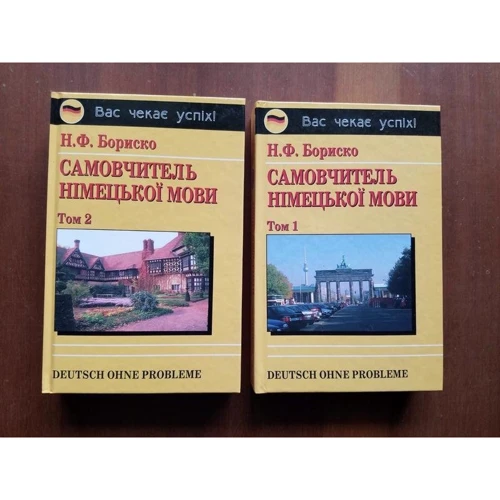 Вас чекає успіх!
Н.Ф. Бориско
САМОВЧИТЕЛЬ
НІМЕЦЬКОЇ МОВИ
Том 2
DEUTSCH OHNE PROBLEME
Вас чекає успіх!
Н.Ф. Бориско
САМОВЧИТЕЛЬ
НІМЕЦЬКОЇ МОВИ
Том 1
DEUTSCH OHNE PROBLEME